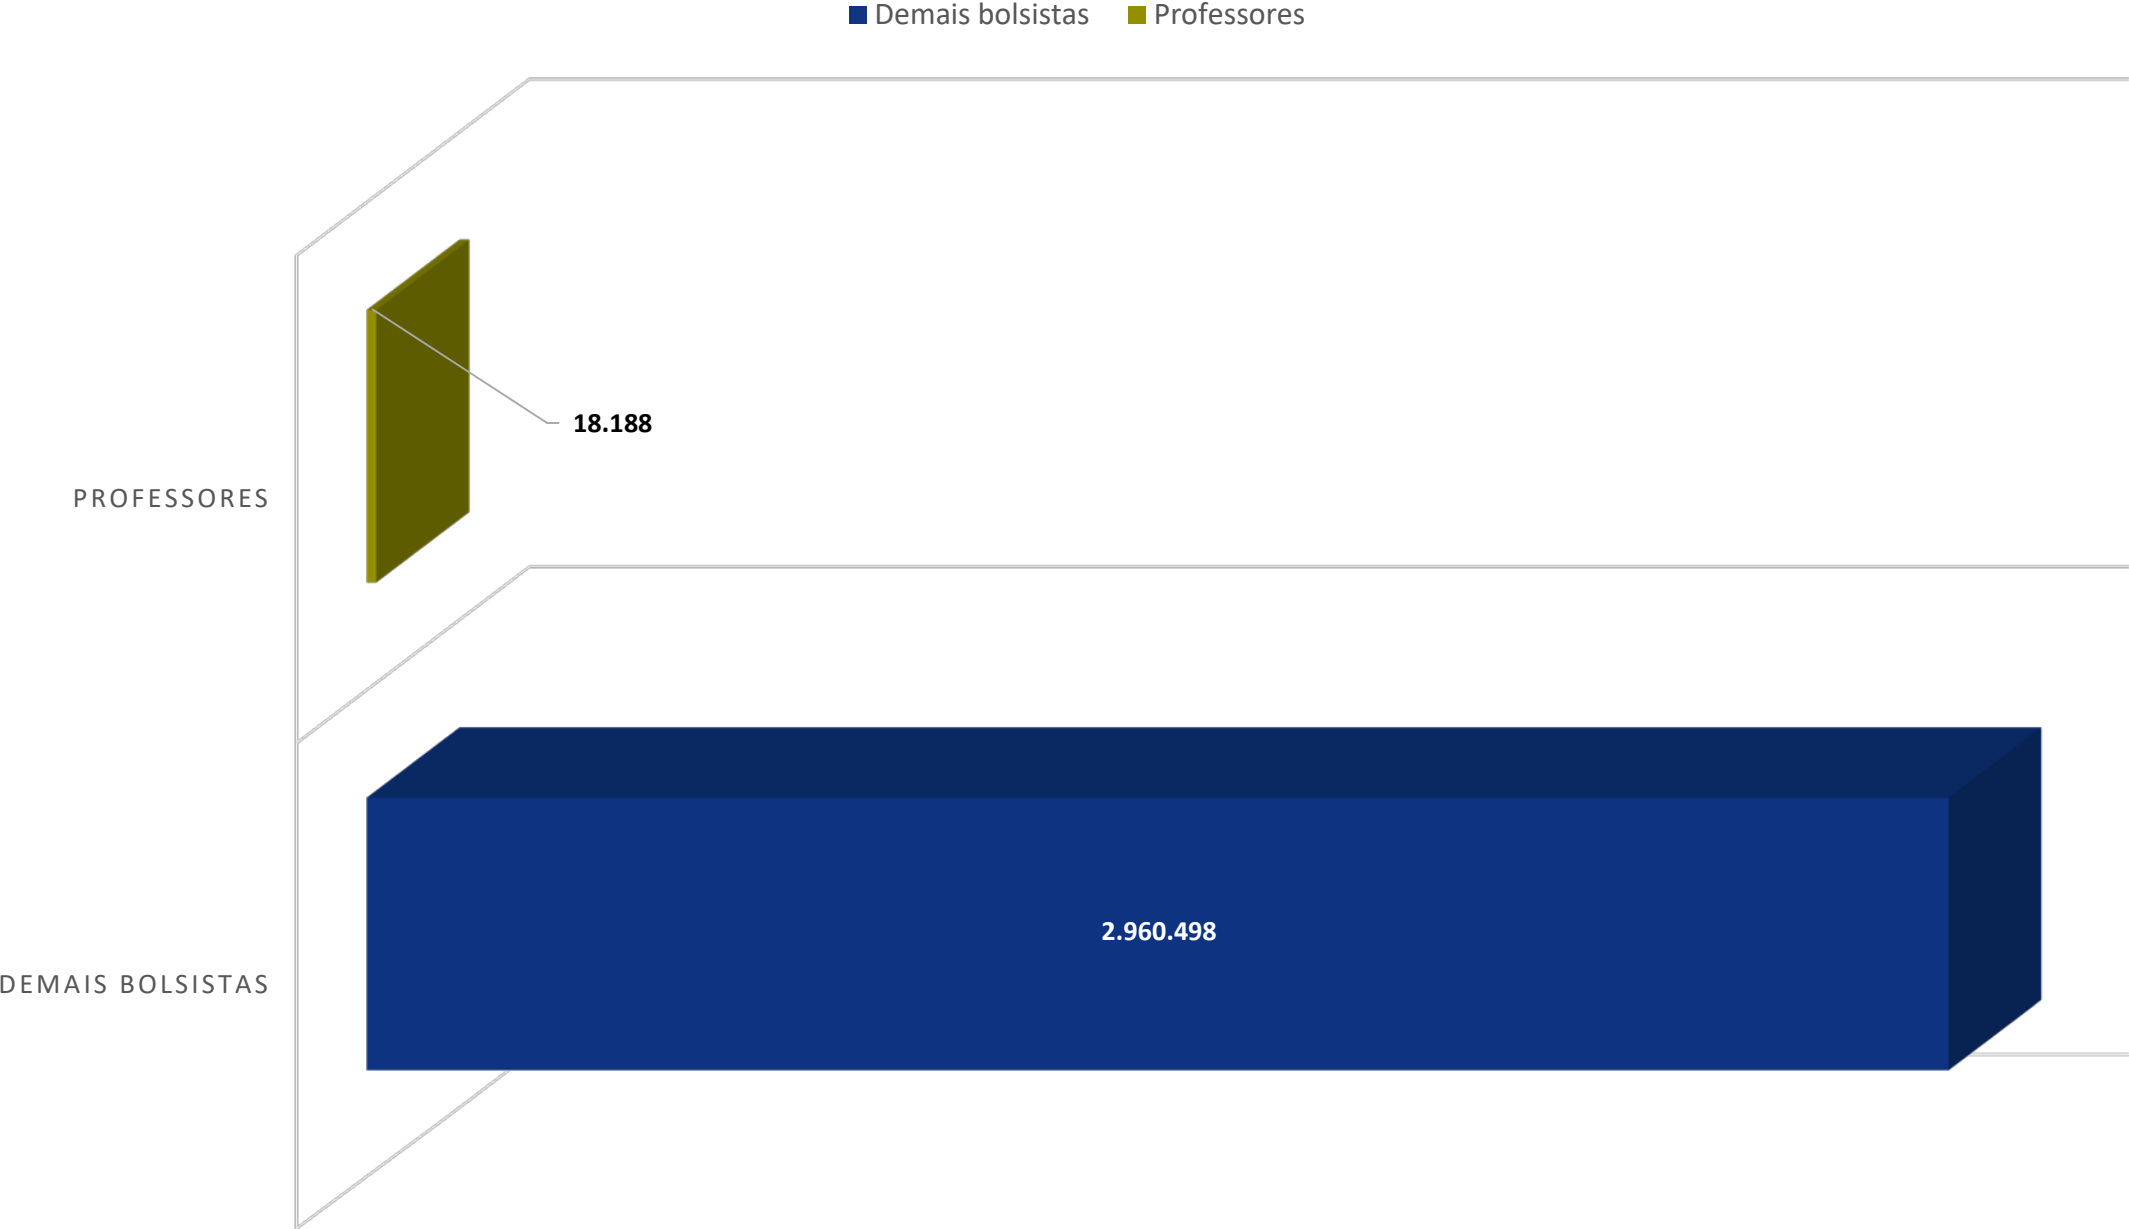 Demais bolsistas Professores
18.188
PROFESSORES
2.960.498
DEMAIS BOLSISTAS